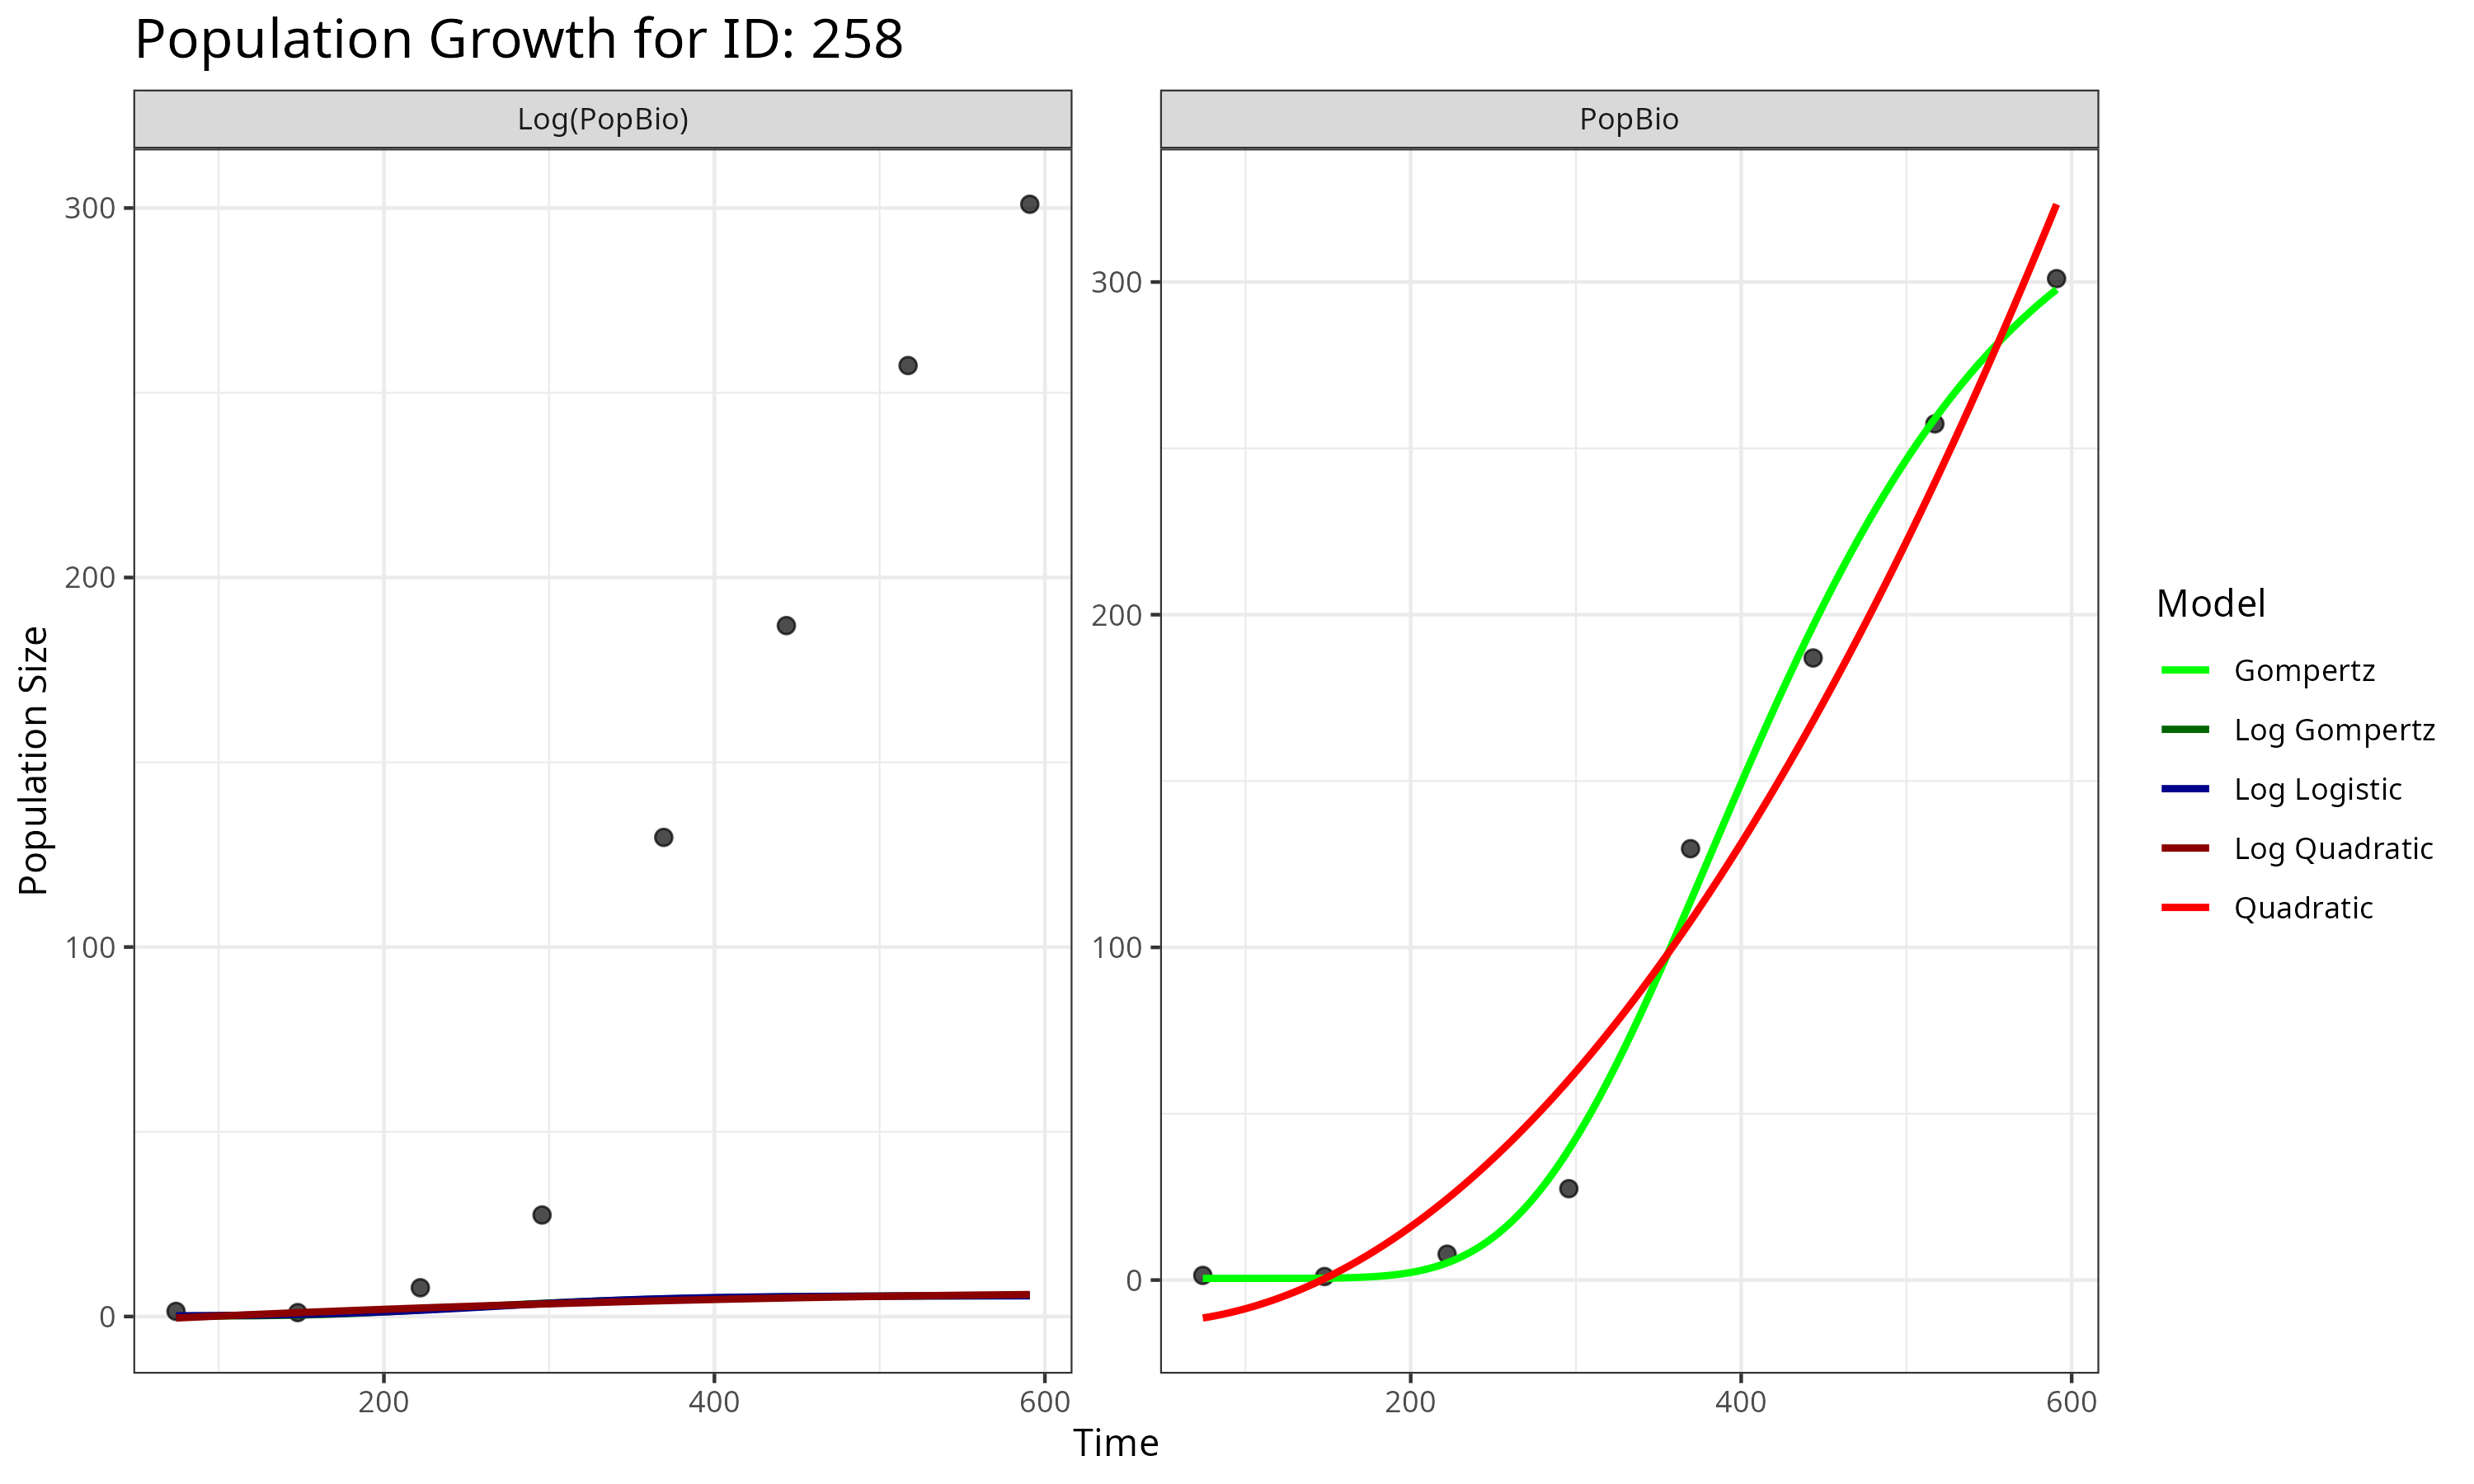 Population Growth for ID: 258
Log(PopBio)
PopBio
Population Size
300
200
100
0
300
200
100
0
200
400
600
200
400
600
Time
Model
Gompertz
Log Gompertz
Log Logistic
Log Quadratic
Quadratic